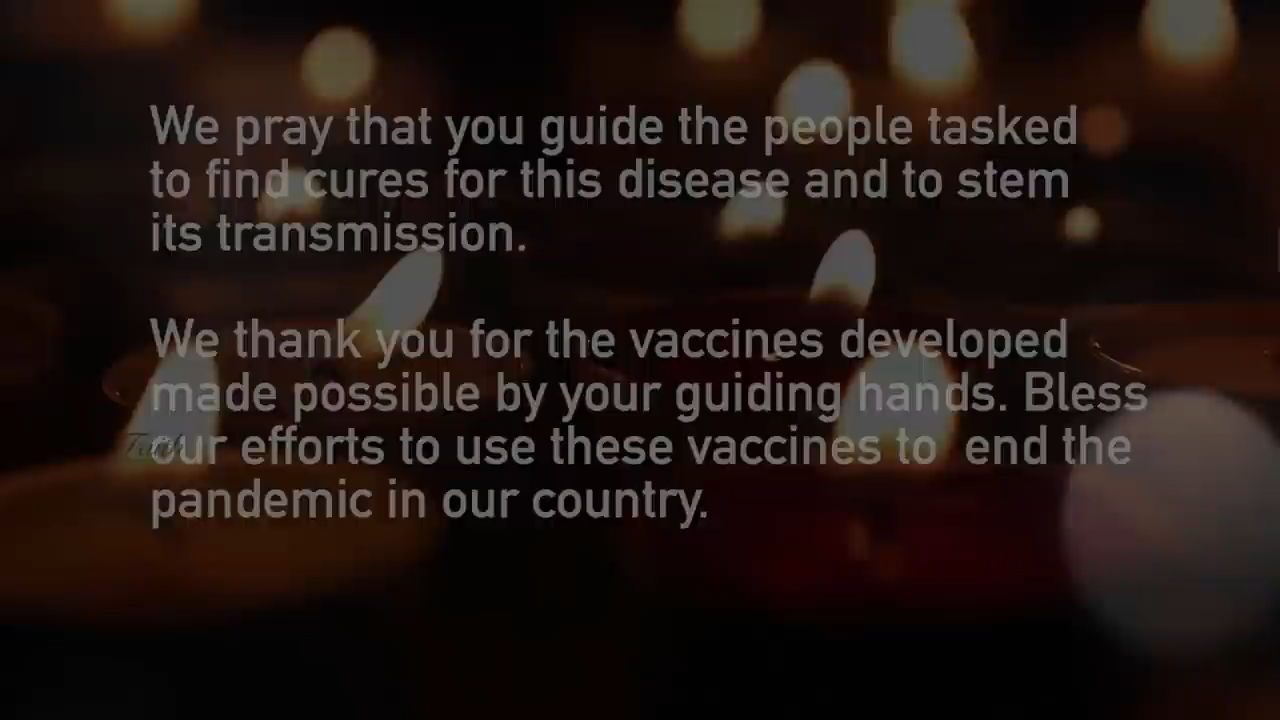 We pray that you guide the people tasked
to find cures for this disease and to stem
its transmission.
We thank you for the vaccines developed
made possible by your guiding hands. Bless
our efforts to use these vaccines to  end the
pandemic in our country.